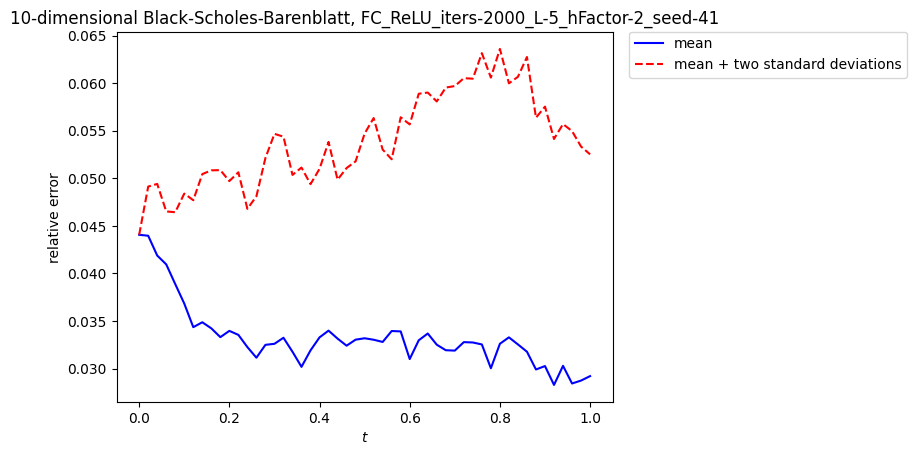 10-dimensional Black-Scholes-Barenblatt, FC_ReLU_iters-2000_L-5_hFactor-2_seed-41
mean
mean + two standard deviations
relative error
0.065
0.060
0.055
0.050
0.045
0.040
0.035
0.030
0.0 0.2 0.4 0.6 0.8 1.0
t